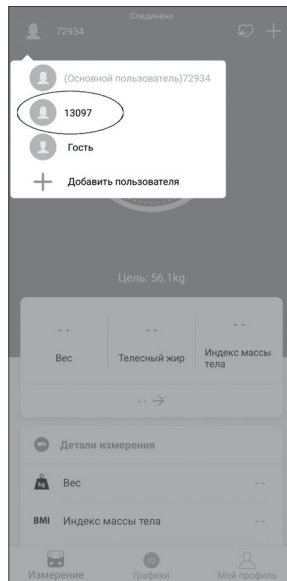 Соединено
72934
(Основной пользователь)72934
13097
Гость
Добавить пользователя
Цель: 56.1kg
-- -- --
Вес Телесный жир Индекс массы
тела
-- →
Детали измерения
kg Вес --
BMI Индекс массы тела --
Измерение Графики Мой профиль